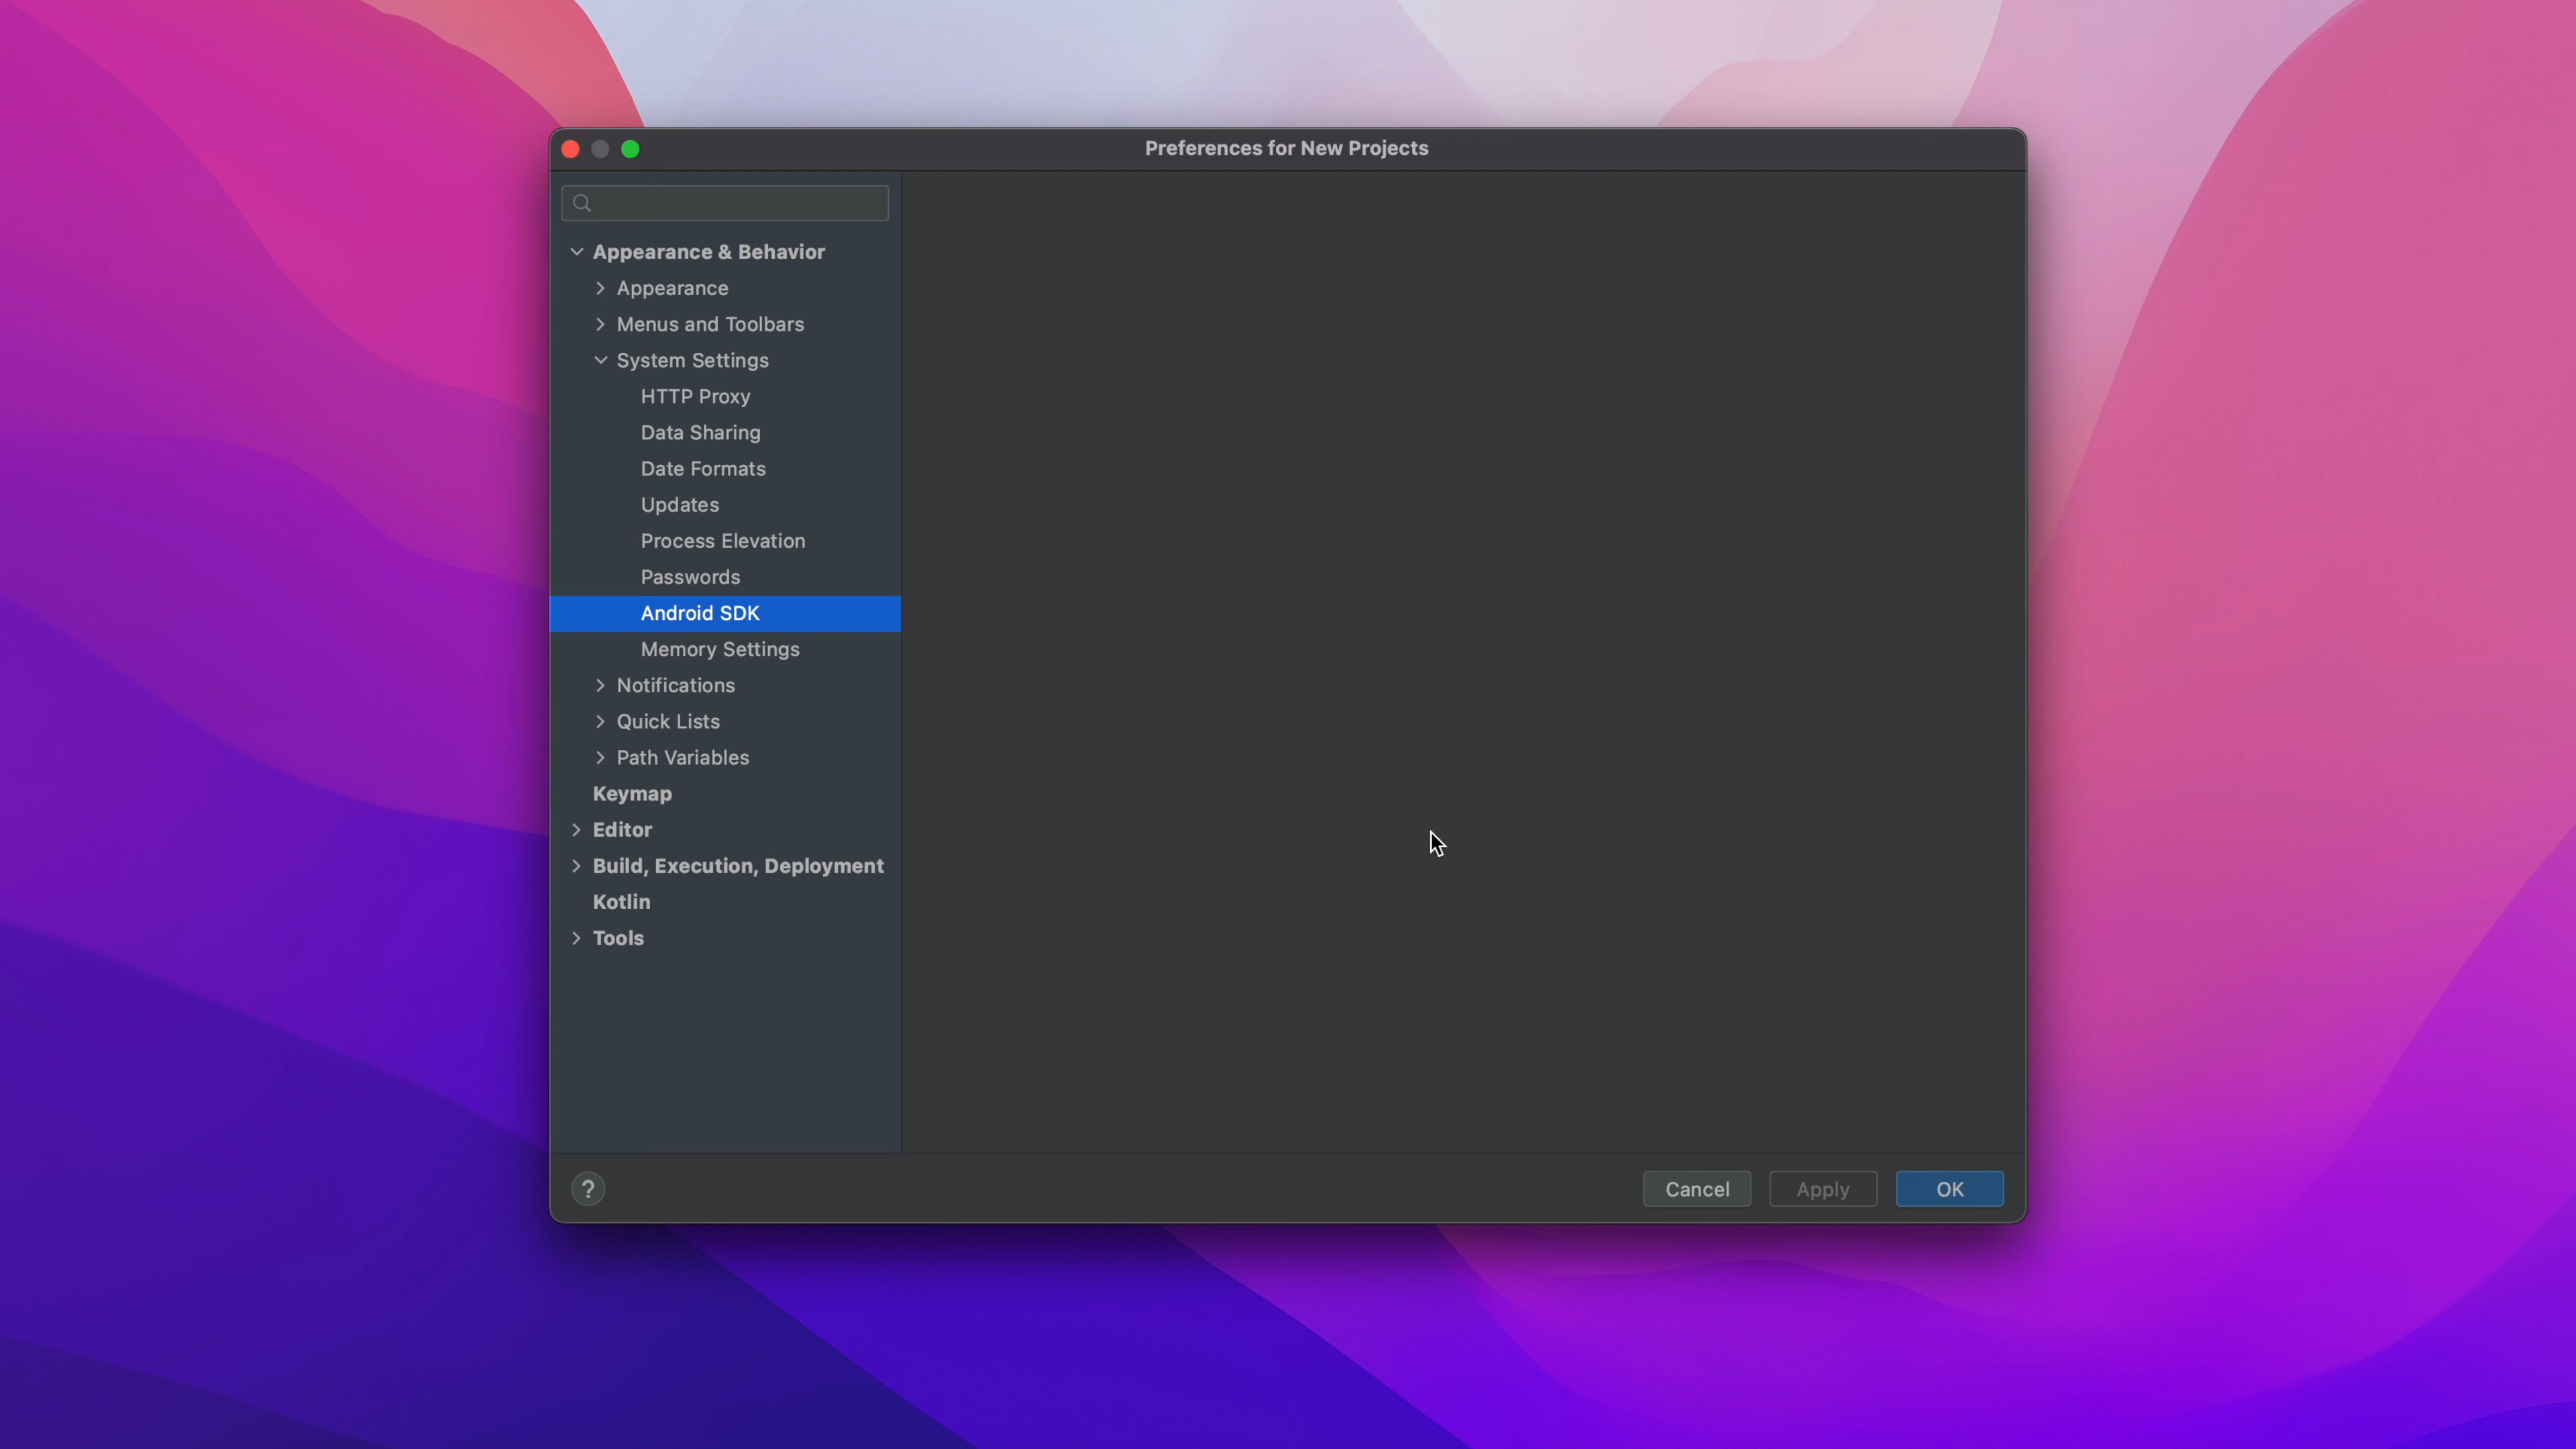 Preferences for New Projects
Appearance & Behavior
Appearance
Menus and Toolbars
System Settings
HTTP Proxy
Data Sharing
Date Formats
Updates
Process Elevation
Passwords
Android SDK
Memory Settings
Notifications
Quick Lists
Path Variables
Keymap
Editor
Build, Execution, Deployment
Kotlin
Tools
?
Cancel
Apply
OK